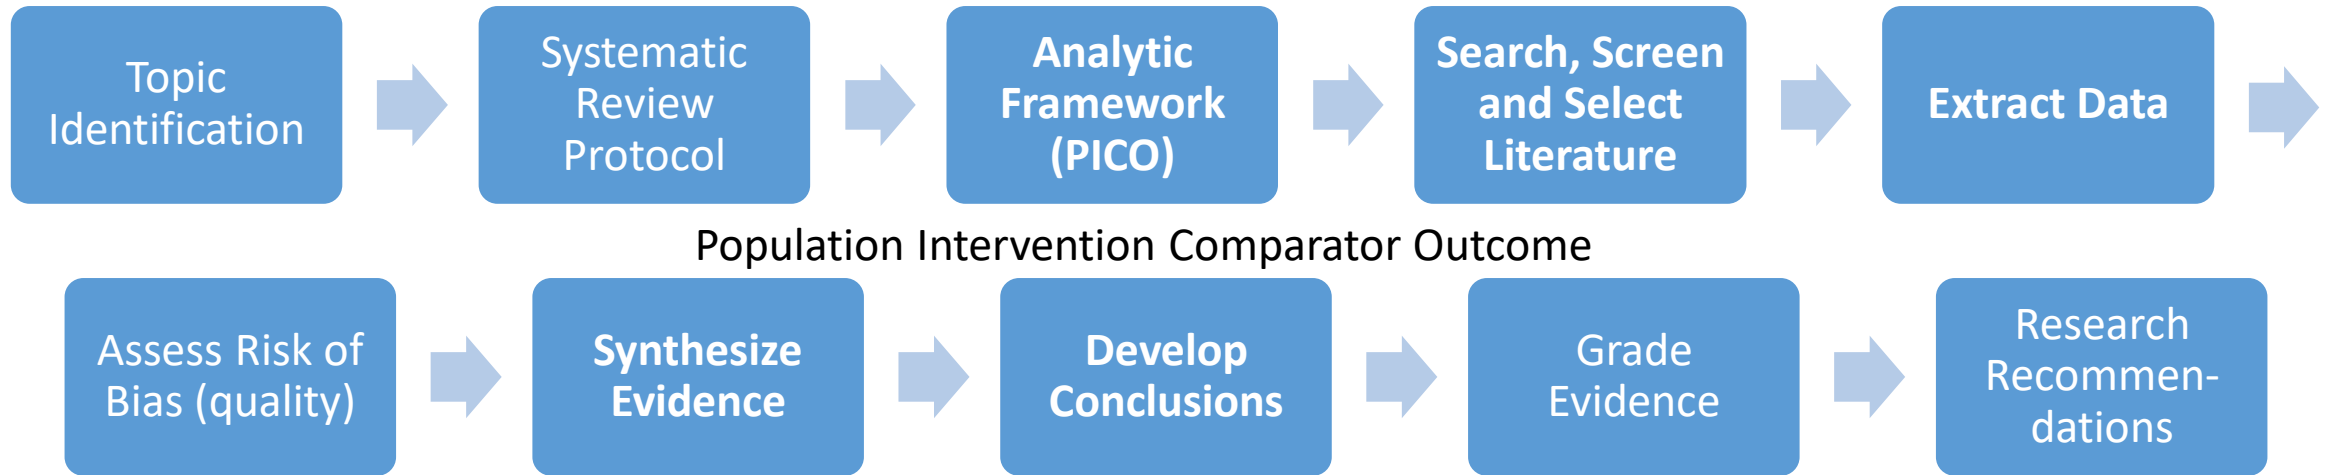 Topic
Identification
Systematic
Review
Protocol
Analytic
Framework
(PICO)
Search, Screen
and Select
Literature
Extract Data
Population Intervention Comparator Outcome
Assess Risk of
Bias (quality)
Synthesize
Evidence
Develop
Conclusions
Grade
Evidence
Research
Recommen-
dations